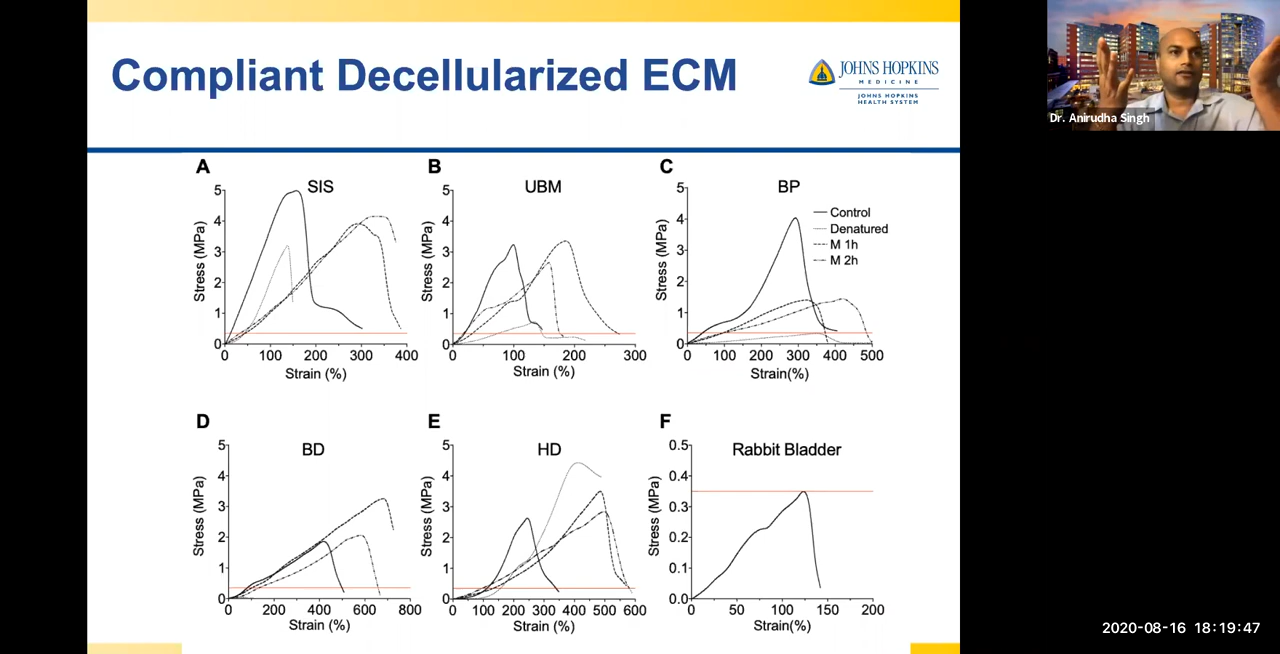 Compliant Decellularized ECM
JOHNS HOPKINS
MEDICINE
JOHNS HOPKINS
HEALTH SYSTEM
Dr. Anirudha Singh
A
SIS
5
4
3
2
1
0
Stress (MPa)
0 100 200 300 400
Strain (%)
B
UBM
5
4
3
2
1
0
Stress (MPa)
0 100 200 300
Strain (%)
C
BP
5
4
3
2
1
0
Stress (MPa)
Control
Denatured
M 1h
M 2h
0 100 200 300 400 500
Strain(%)
D
BD
5
4
3
2
1
0
Stress (MPa)
0 200 400 600 800
Strain (%)
E
HD
5
4
3
2
1
0
Stress (MPa)
0 100 200 300 400 500 600
Strain (%)
F
Rabbit Bladder
0.5
0.4
0.3
0.2
0.1
0.0
Stress (MPa)
0 50 100 150 200
Strain(%)
2020-08-16 18:19:47